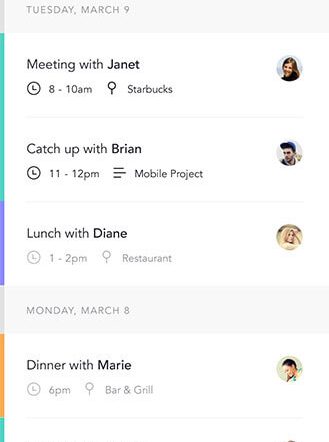 TUESDAY, MARCH 9
Meeting with Janet
8 - 10am Starbucks
Catch up with Brian
11 - 12pm Mobile Project
Lunch with Diane
1 - 2pm Restaurant
MONDAY, MARCH 8
Dinner with Marie
6pm Bar & Grill